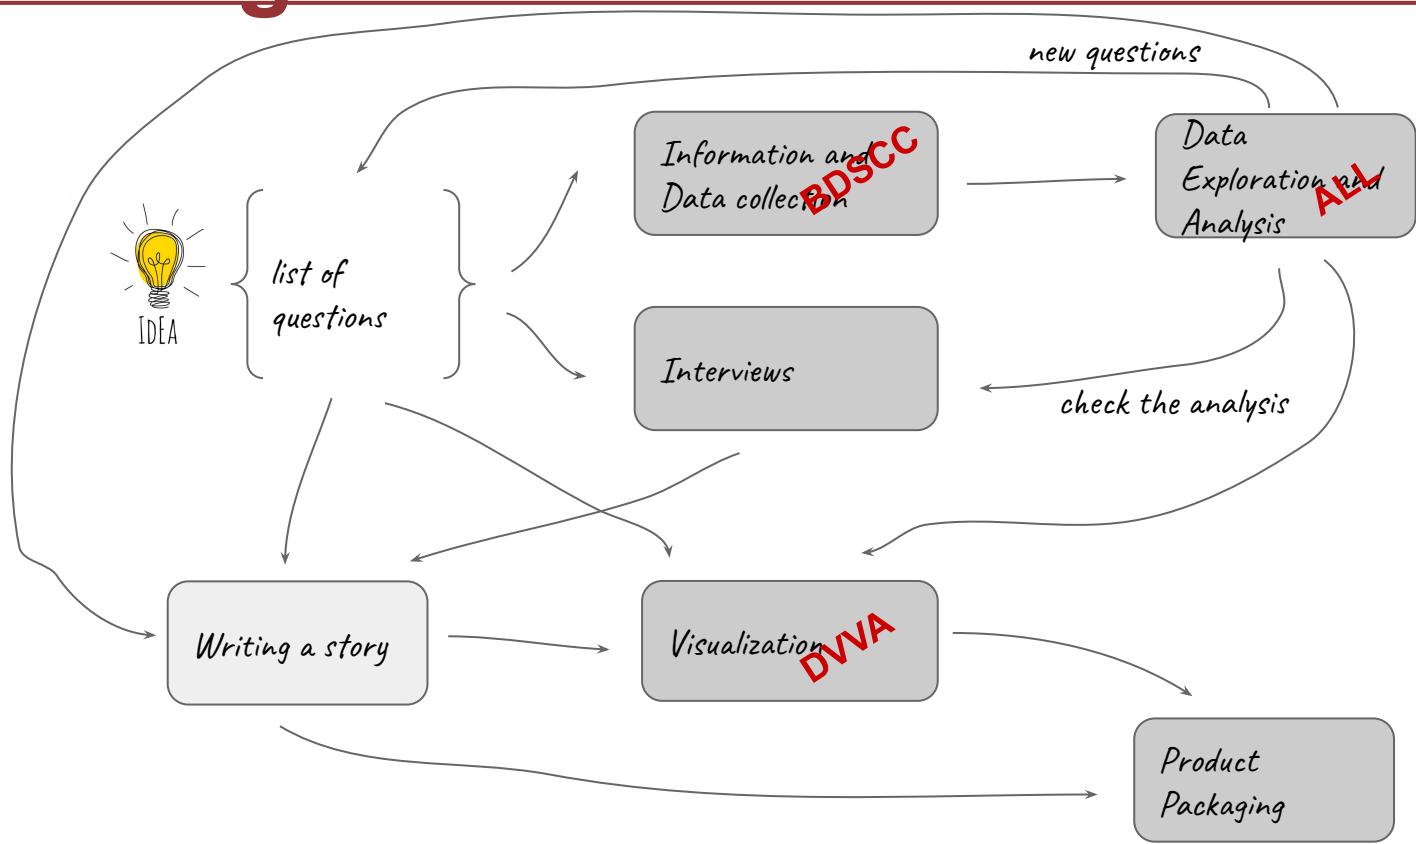 g
new questions
Information and
Data collection
BDSCC
Data
Exploration and
Analysis
ALL
IDEA
list of
questions
Interviews
check the analysis
Writing a story
Visualization
DVVA
Product
Packaging